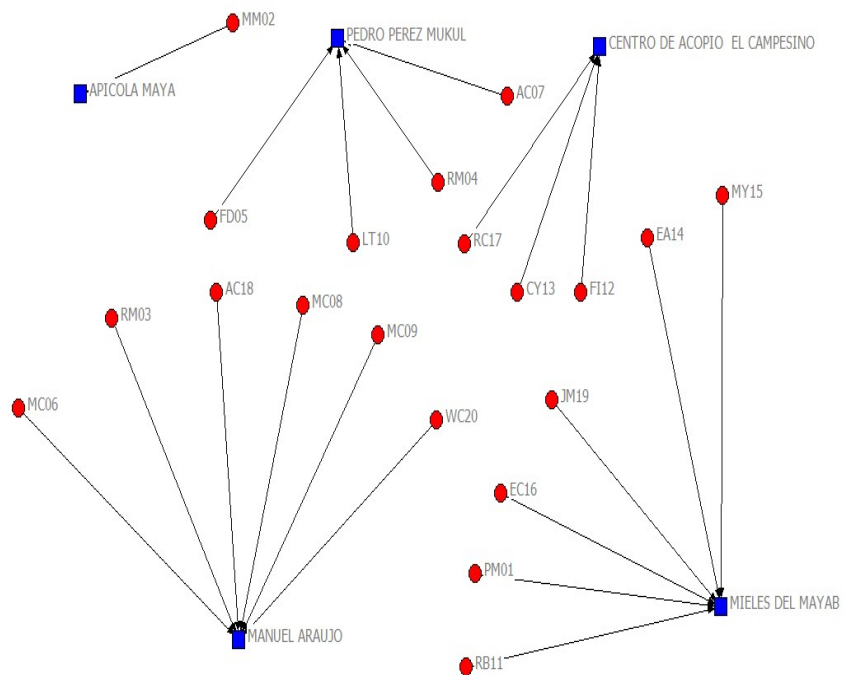 MM02
PEDRO PEREZ MUKUL
CENTRO DE ACOPIO EL CAMPESINO
APICOLA MAYA
AC07
RM04
MY15
FD05
LT10
RC17
EA14
AC18
MC08
CY13
FI12
RM03
MC09
MC06
WC20
JM19
EC16
PM01
MIELES DEL MAYAB
MANUEL ARAUJO
RB11